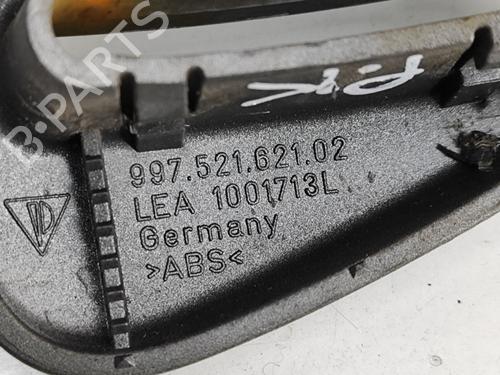 B-PARTS
997.521.621.02
LEA 1001713L
Germany
>ABS<